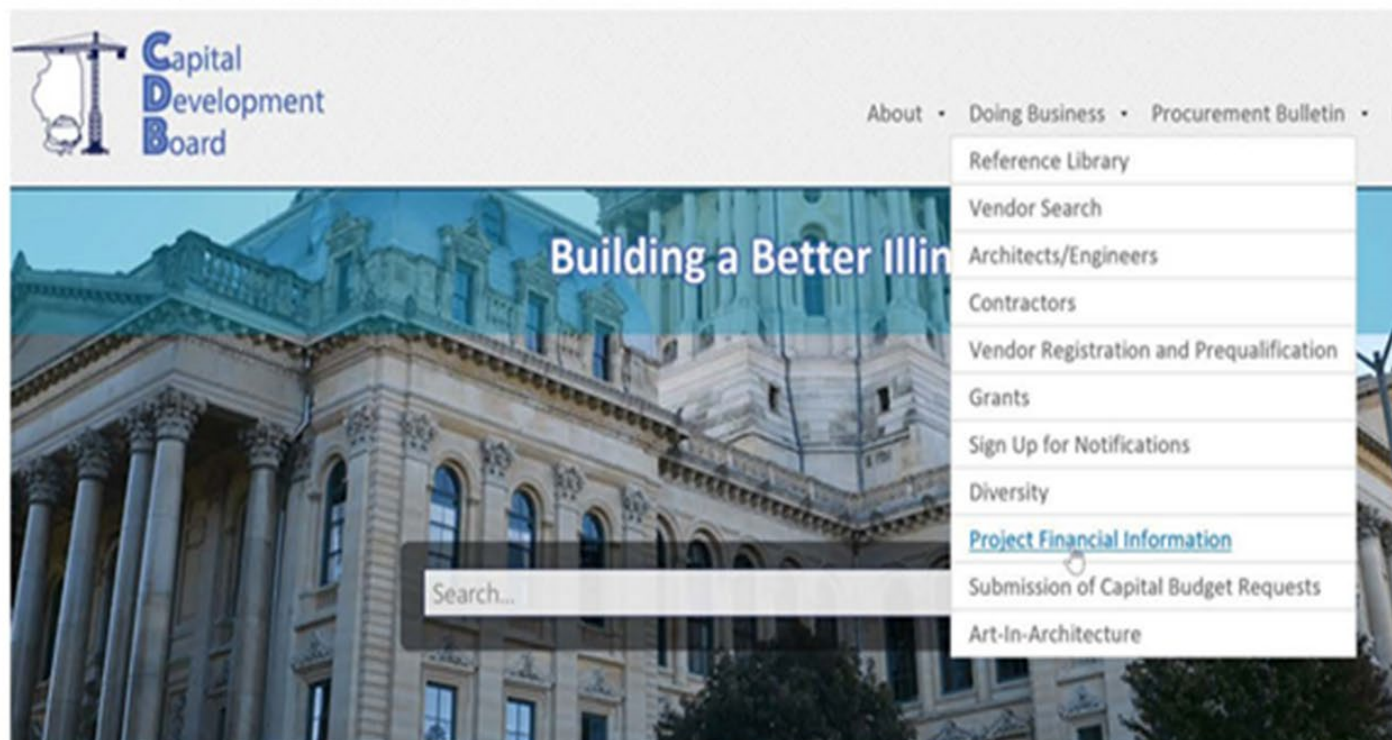 Capital
Development
Board
About • Doing Business • Procurement Bulletin •
Reference Library
Vendor Search
Building a Better Illin
Architects/Engineers
Contractors
Vendor Registration and Prequalification
Grants
Sign Up for Notifications
Diversity
Project Financial Information
Search...
Submission of Capital Budget Requests
Art-In-Architecture